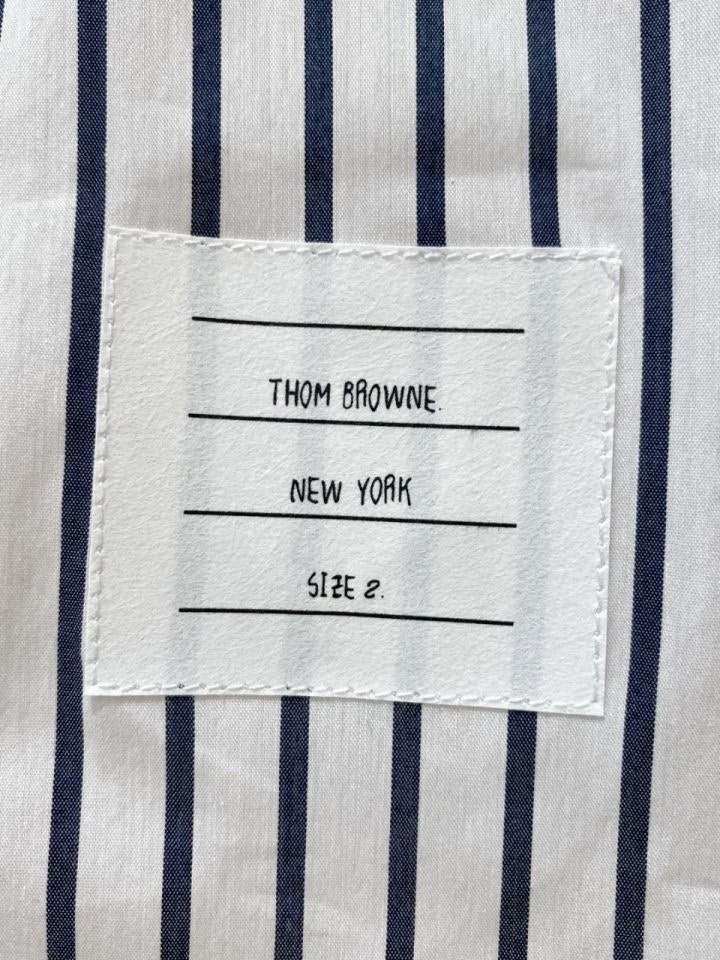 THOM BROWNE.
NEW YORK
SIZE 2.